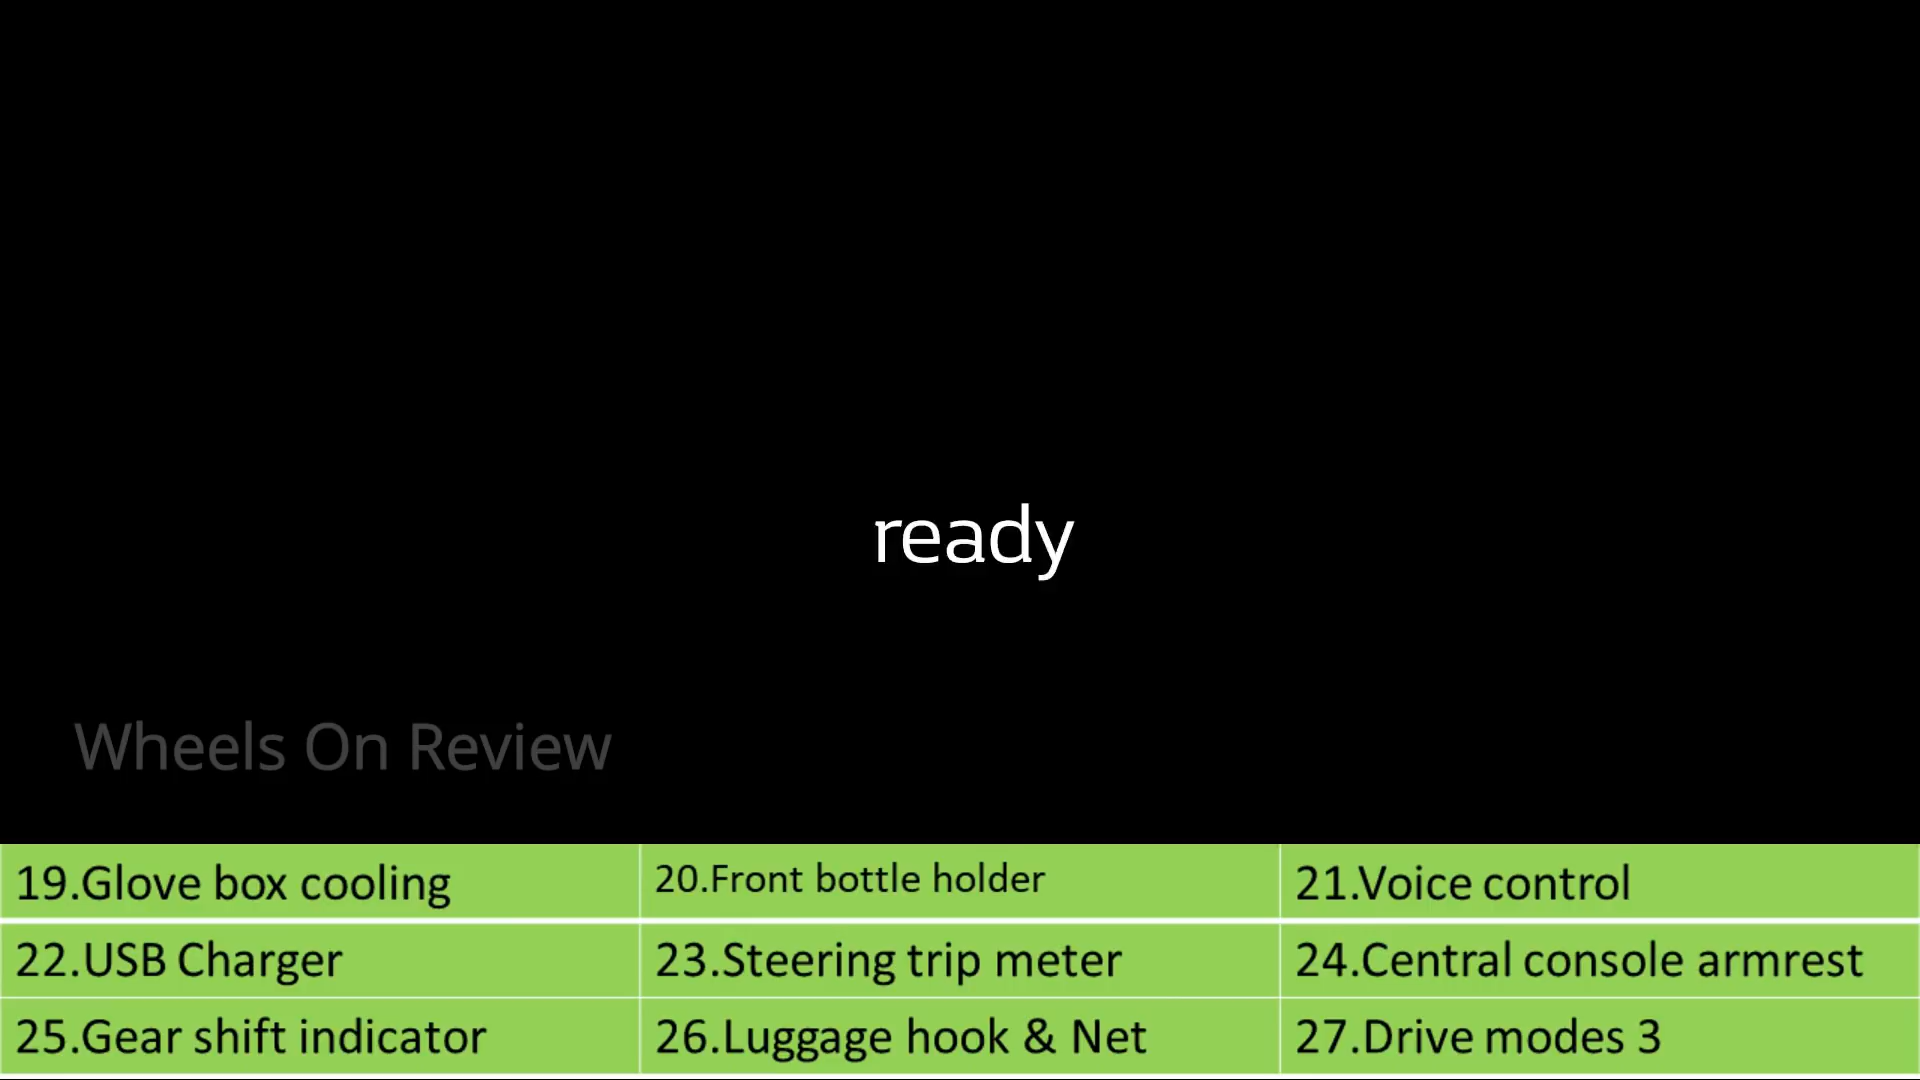 ready
Wheels On Review
19.Glove box cooling
20.Front bottle holder
21.Voice control
22.USB Charger
23.Steering trip meter
24.Central console armrest
25.Gear shift indicator
26.Luggage hook & Net
27.Drive modes 3